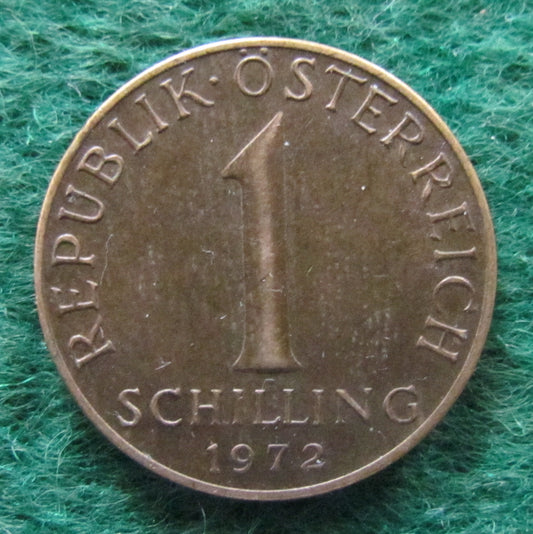 REPUBLIK·ÖSTERREICH
1
SCHILLING
1972